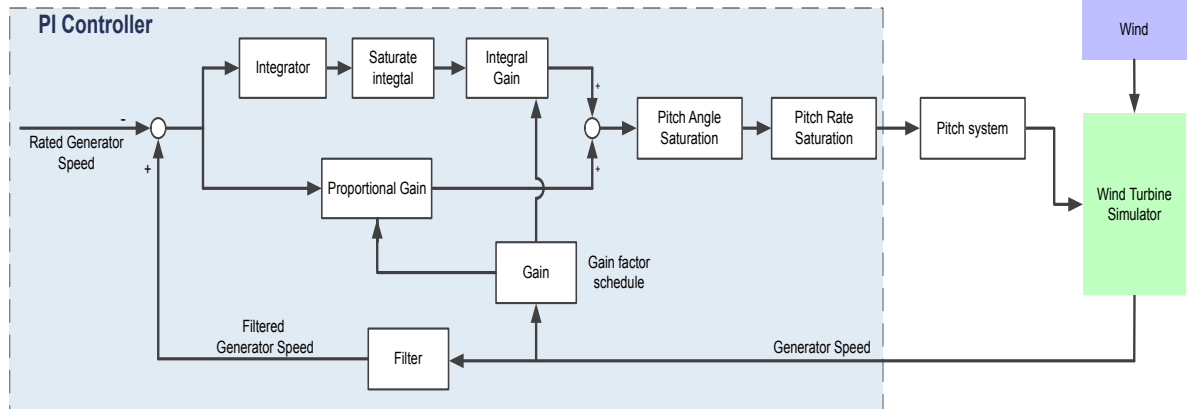 PI Controller
Wind
Integrator
Saturate
integtal
Integral
Gain
+
-
Rated Generator
Speed
+
Pitch Angle
Saturation
Pitch Rate
Saturation
Pitch system
+
Proportional Gain
Wind Turbine
Simulator
Gain
Gain factor
schedule
Filtered
Generator Speed
Filter
Generator Speed